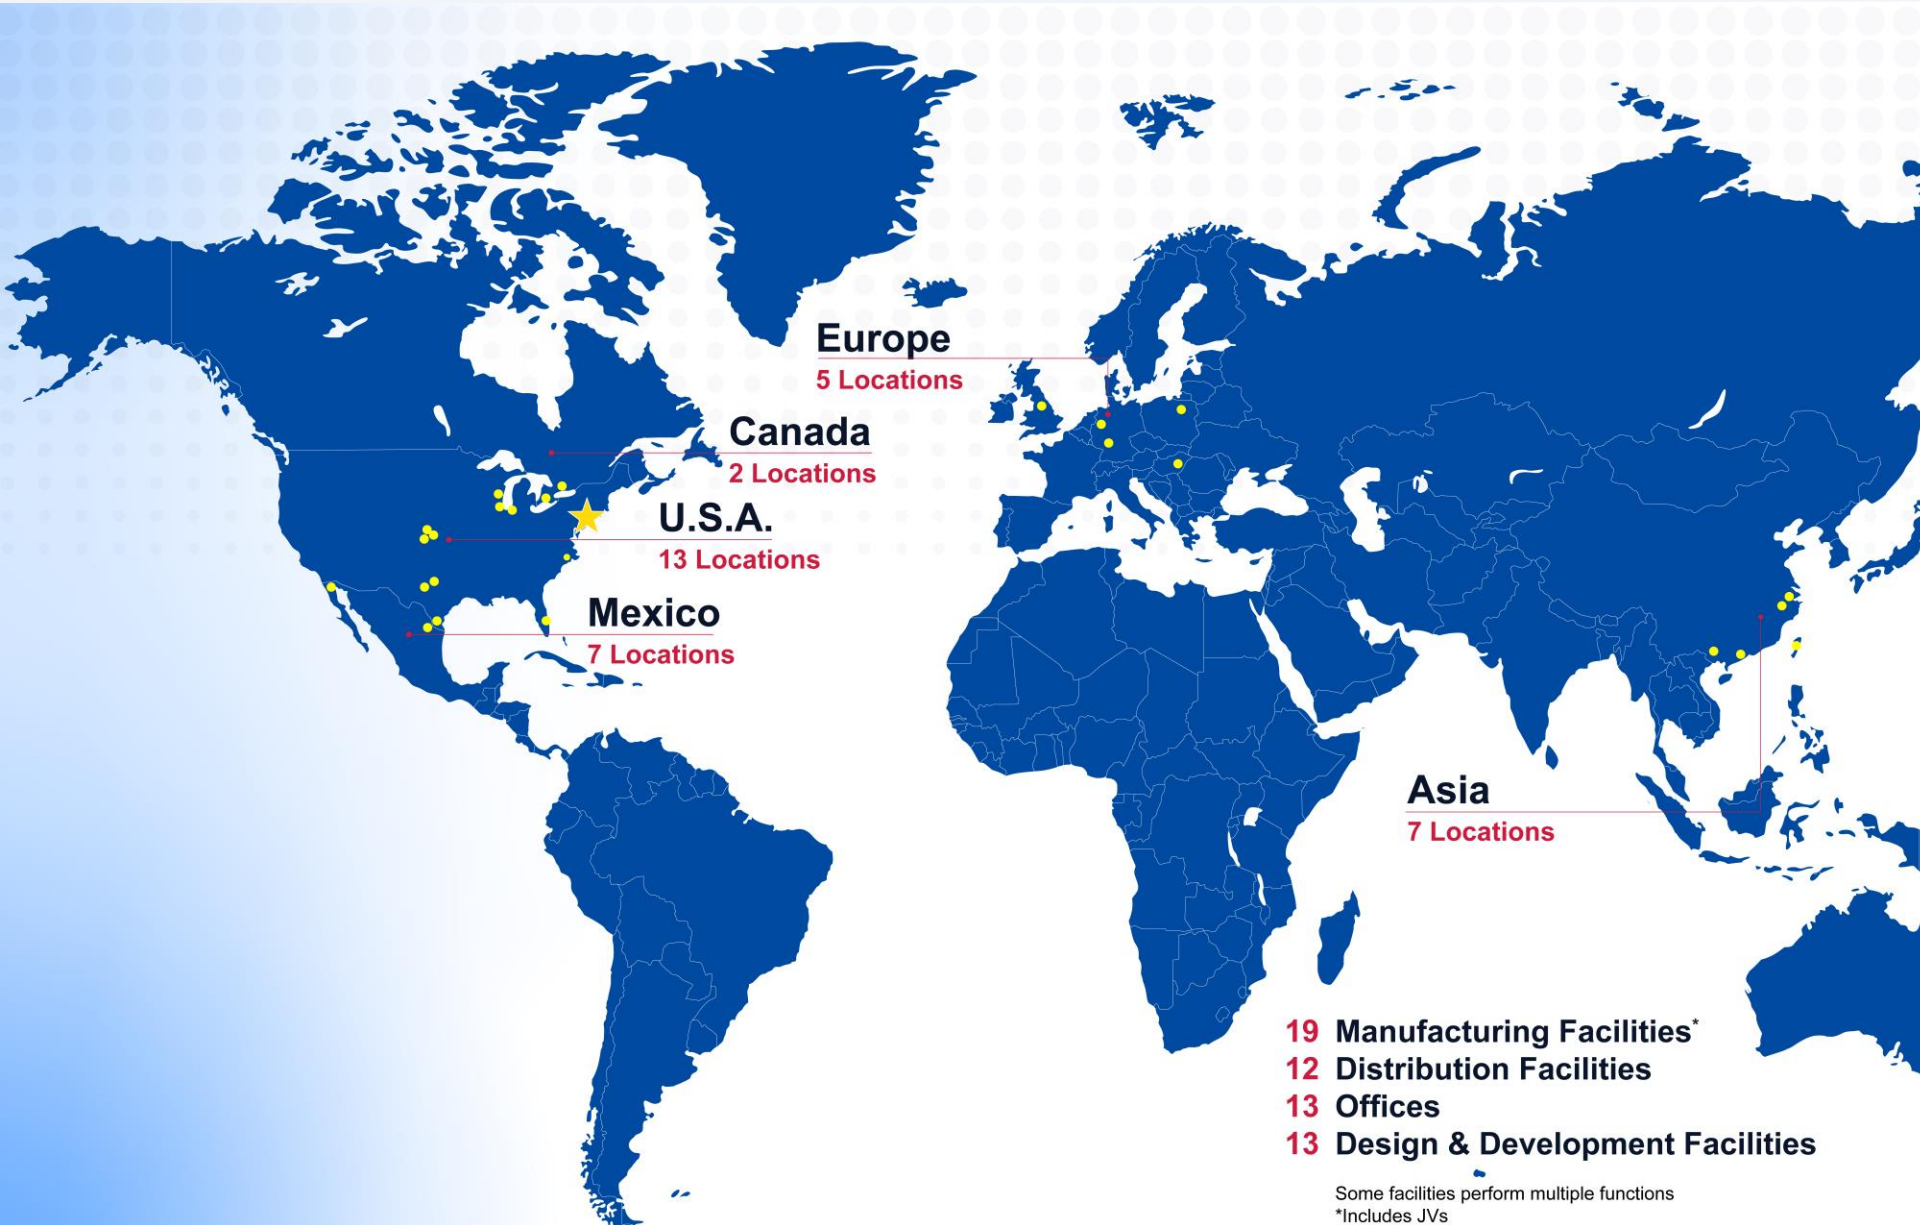 Europe
5 Locations
Canada
2 Locations
U.S.A.
13 Locations
Mexico
7 Locations
Asia
7 Locations
19 Manufacturing Facilities*
12 Distribution Facilities
13 Offices
13 Design & Development Facilities
Some facilities perform multiple functions
*Includes JVs